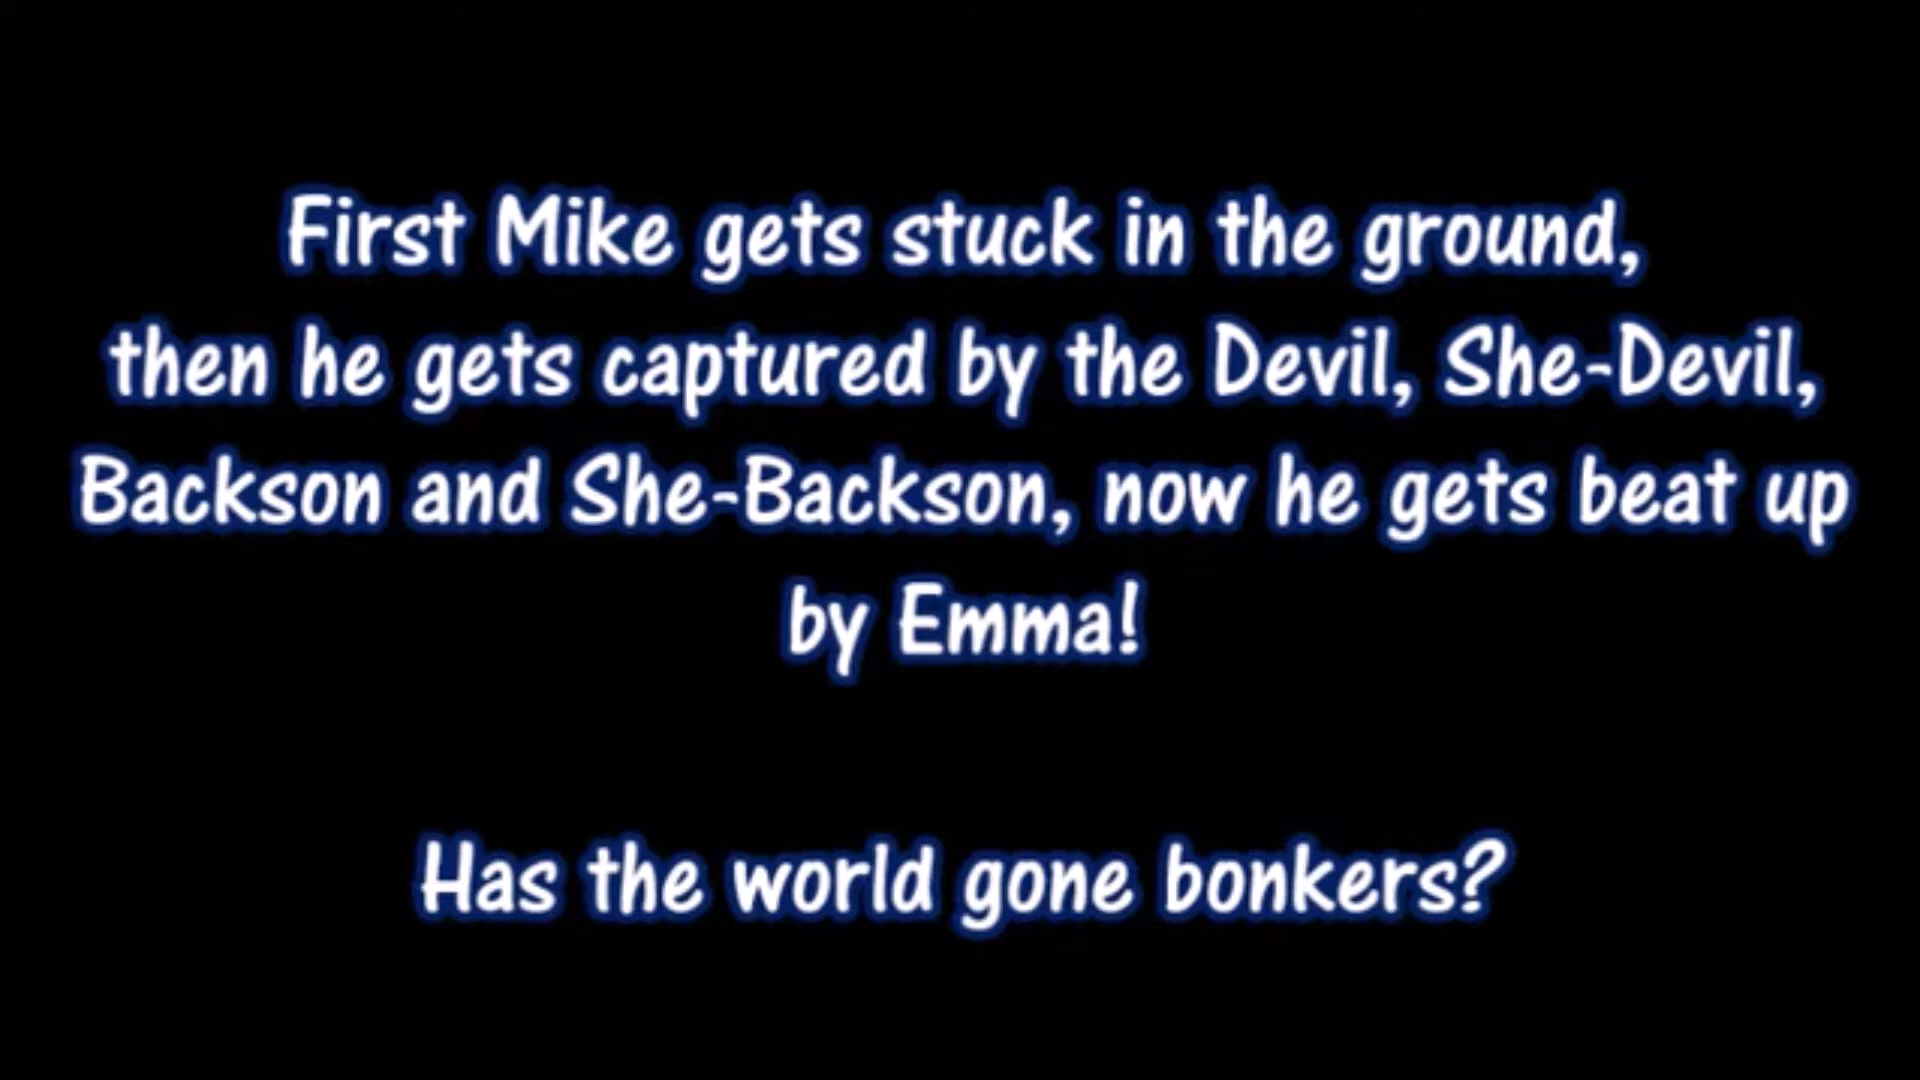 First Mike gets stuck in the ground,
then he gets captured by the Devil, She-Devil,
Backson and She-Backson, now he gets beat up
by Emma!
Has the world gone bonkers?